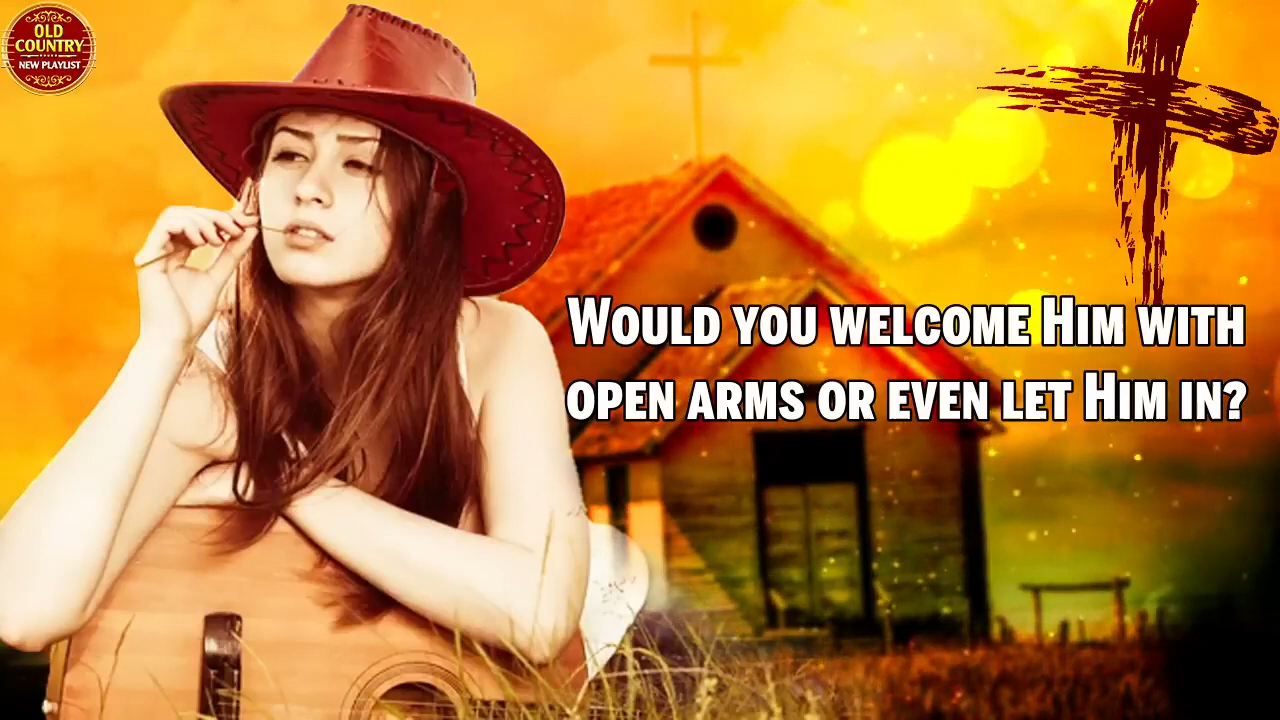 OLD
COUNTRY
NEW PLAYLIST
Would you welcome Him with
open arms or even let Him in?